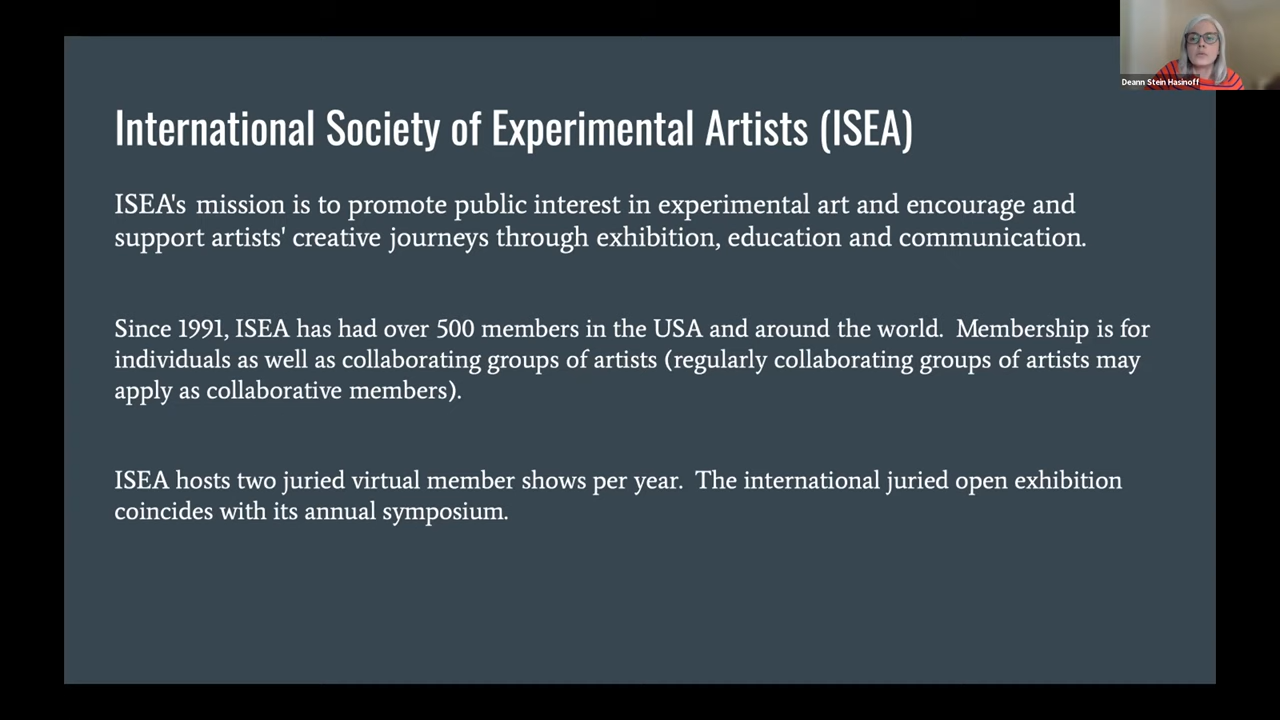 International Society of Experimental Artists (ISEA)
ISEA's mission is to promote public interest in experimental art and encourage and
support artists' creative journeys through exhibition, education and communication.
Since 1991, ISEA has had over 500 members in the USA and around the world.  Membership is for
individuals as well as collaborating groups of artists (regularly collaborating groups of artists may
apply as collaborative members).
ISEA hosts two juried virtual member shows per year.  The international juried open exhibition
coincides with its annual symposium.
Deann Stein Hasinoff